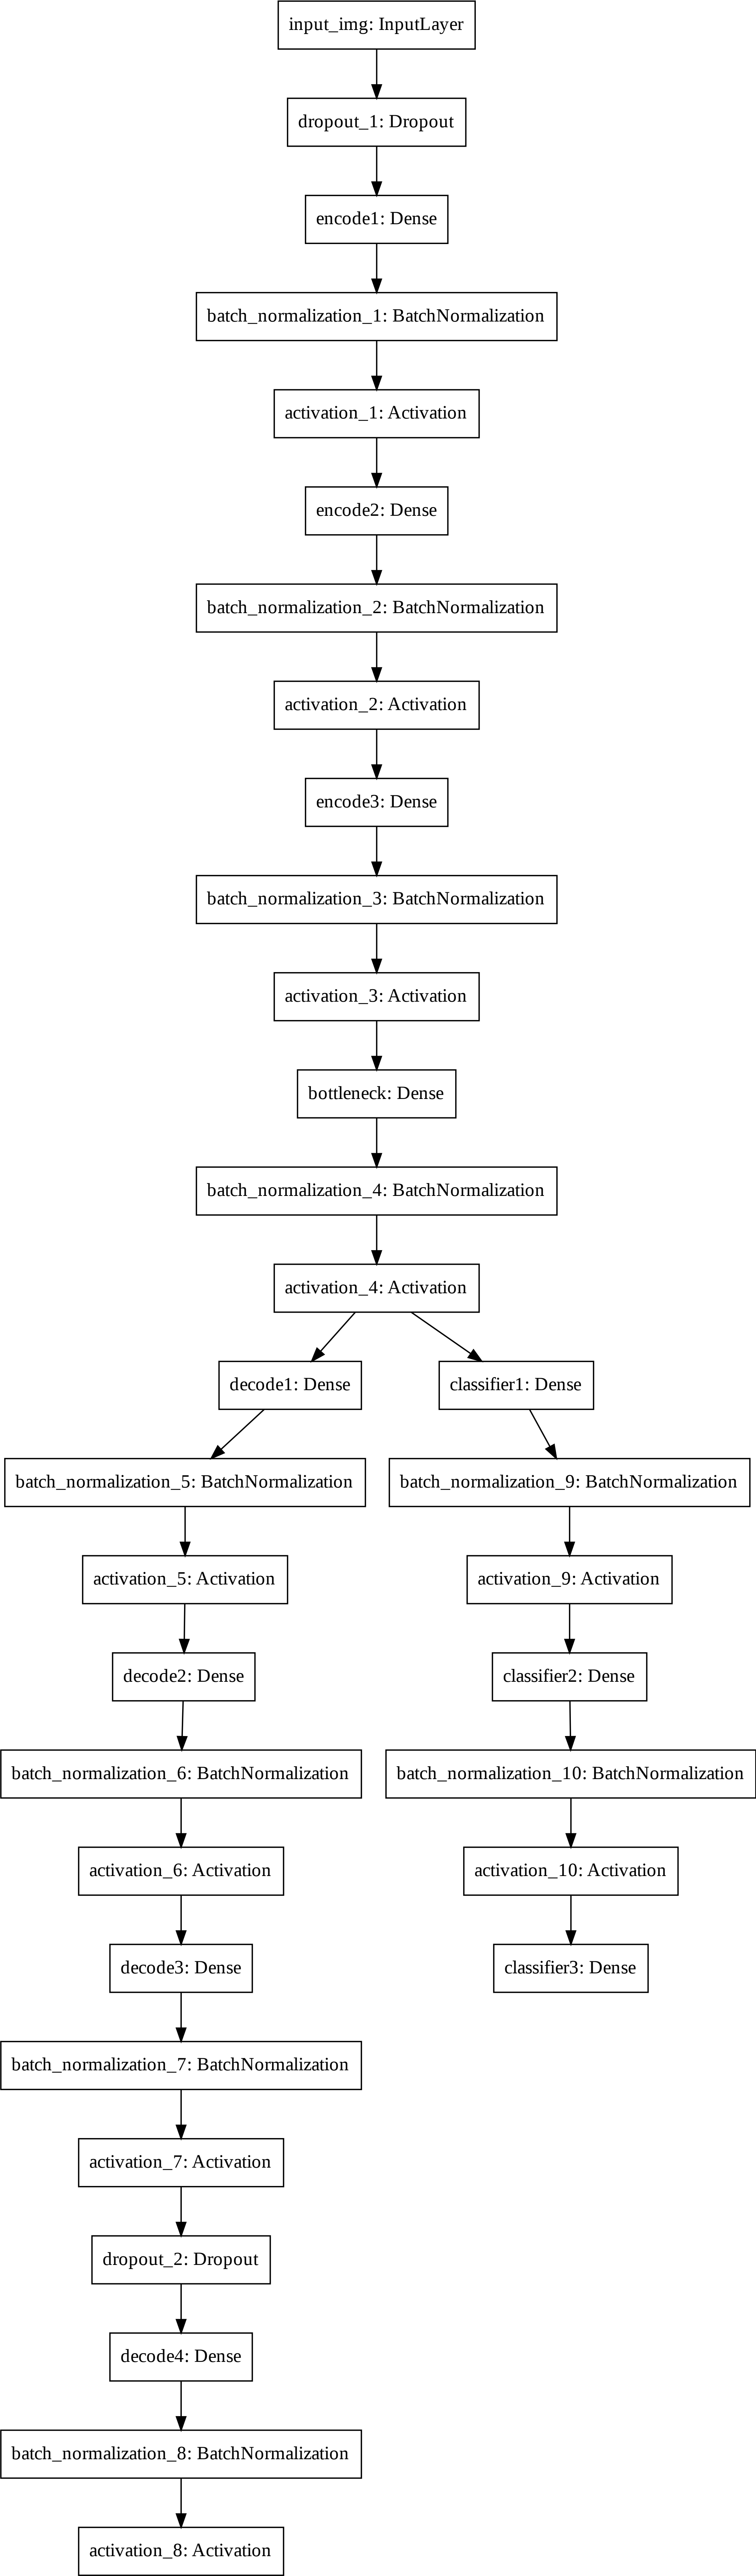 input_img: InputLayer
dropout_1: Dropout
encode1: Dense
batch_normalization_1: BatchNormalization
activation_1: Activation
encode2: Dense
batch_normalization_2: BatchNormalization
activation_2: Activation
encode3: Dense
batch_normalization_3: BatchNormalization
activation_3: Activation
bottleneck: Dense
batch_normalization_4: BatchNormalization
activation_4: Activation
decode1: Dense
classifier1: Dense
batch_normalization_5: BatchNormalization
batch_normalization_9: BatchNormalization
activation_5: Activation
activation_9: Activation
decode2: Dense
classifier2: Dense
batch_normalization_6: BatchNormalization
batch_normalization_10: BatchNormalization
activation_6: Activation
activation_10: Activation
decode3: Dense
classifier3: Dense
batch_normalization_7: BatchNormalization
activation_7: Activation
dropout_2: Dropout
decode4: Dense
batch_normalization_8: BatchNormalization
activation_8: Activation